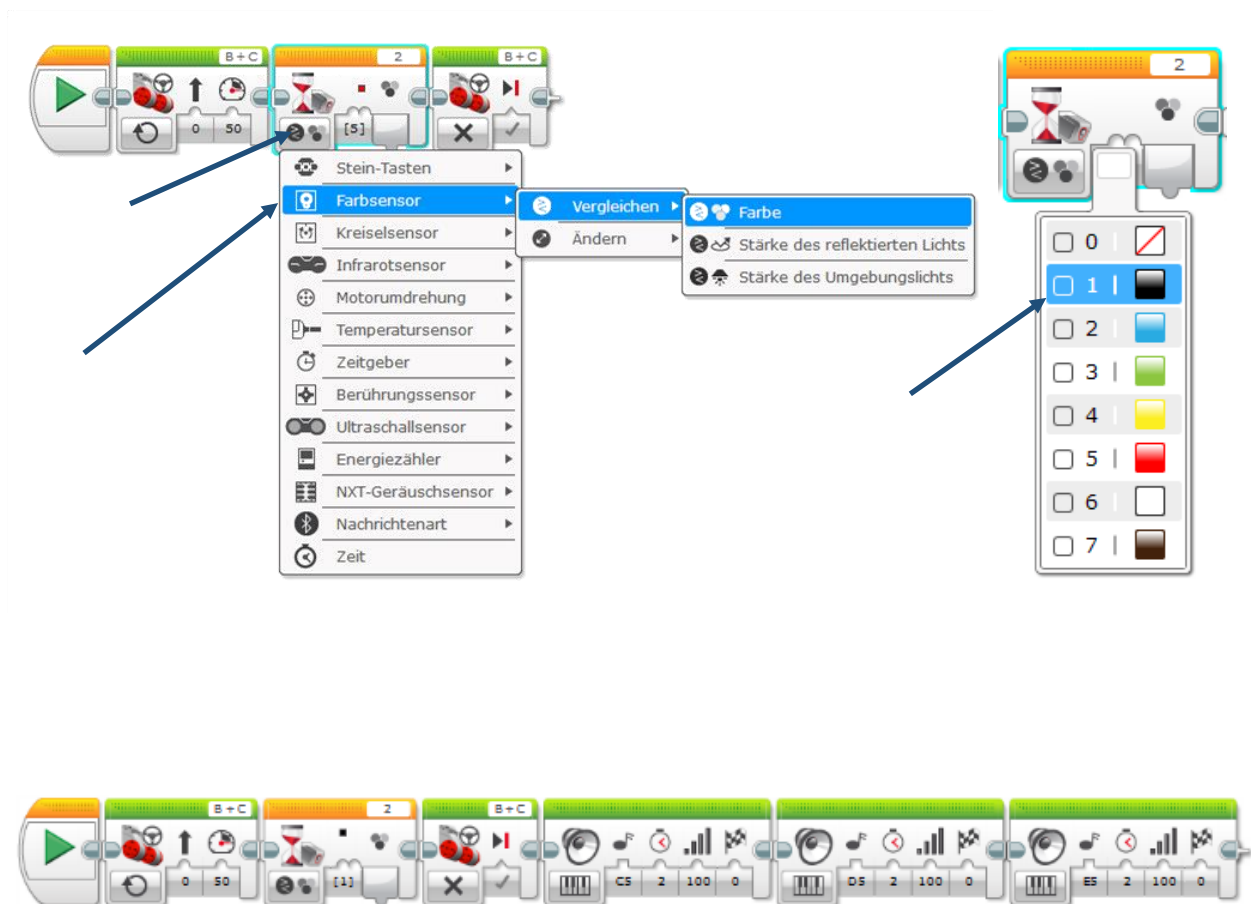 B+C 2 B+C
0 50 [5]
Stein-Tasten
Farbsensor
Kreiselsensor
Infrarotsensor
Motorumdrehung
Temperatursensor
Zeitgeber
Berührungssensor
Ultraschallsensor
Energiezähler
NXT-Geräuschsensor
Nachrichtenart
Zeit
Vergleichen
Ändern
Farbe
Stärke des reflektierten Lichts
Stärke des Umgebungslichts
2
0
1
2
3
4
5
6
7
B+C 2 B+C
0 50 [1] C5 2 100 0 D5 2 100 0 E5 2 100 0